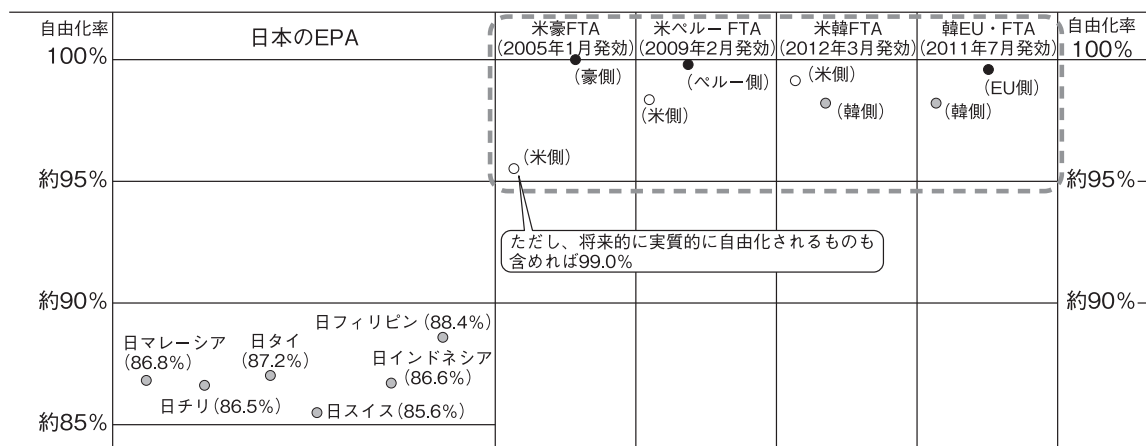 自由化率
日本のEPA
米豪FTA
(2005年1月発効)
米ペルー FTA
(2009年2月発効)
米韓FTA
(2012年3月発効)
韓EU・FTA
(2011年7月発効)
自由化率
100%
100%
(豪側)
(ペルー側)
(米側)
(米側)
(韓側)
(韓側)
(EU側)
(米側)
約95%
約95%
ただし、将来的に実質的に自由化されるものも
含めれば99.0%
約90%
約90%
日フィリピン(88.4%)
日マレーシア
(86.8%)
日タイ
(87.2%)
日インドネシア
(86.6%)
日チリ(86.5%)
日スイス(85.6%)
約85%